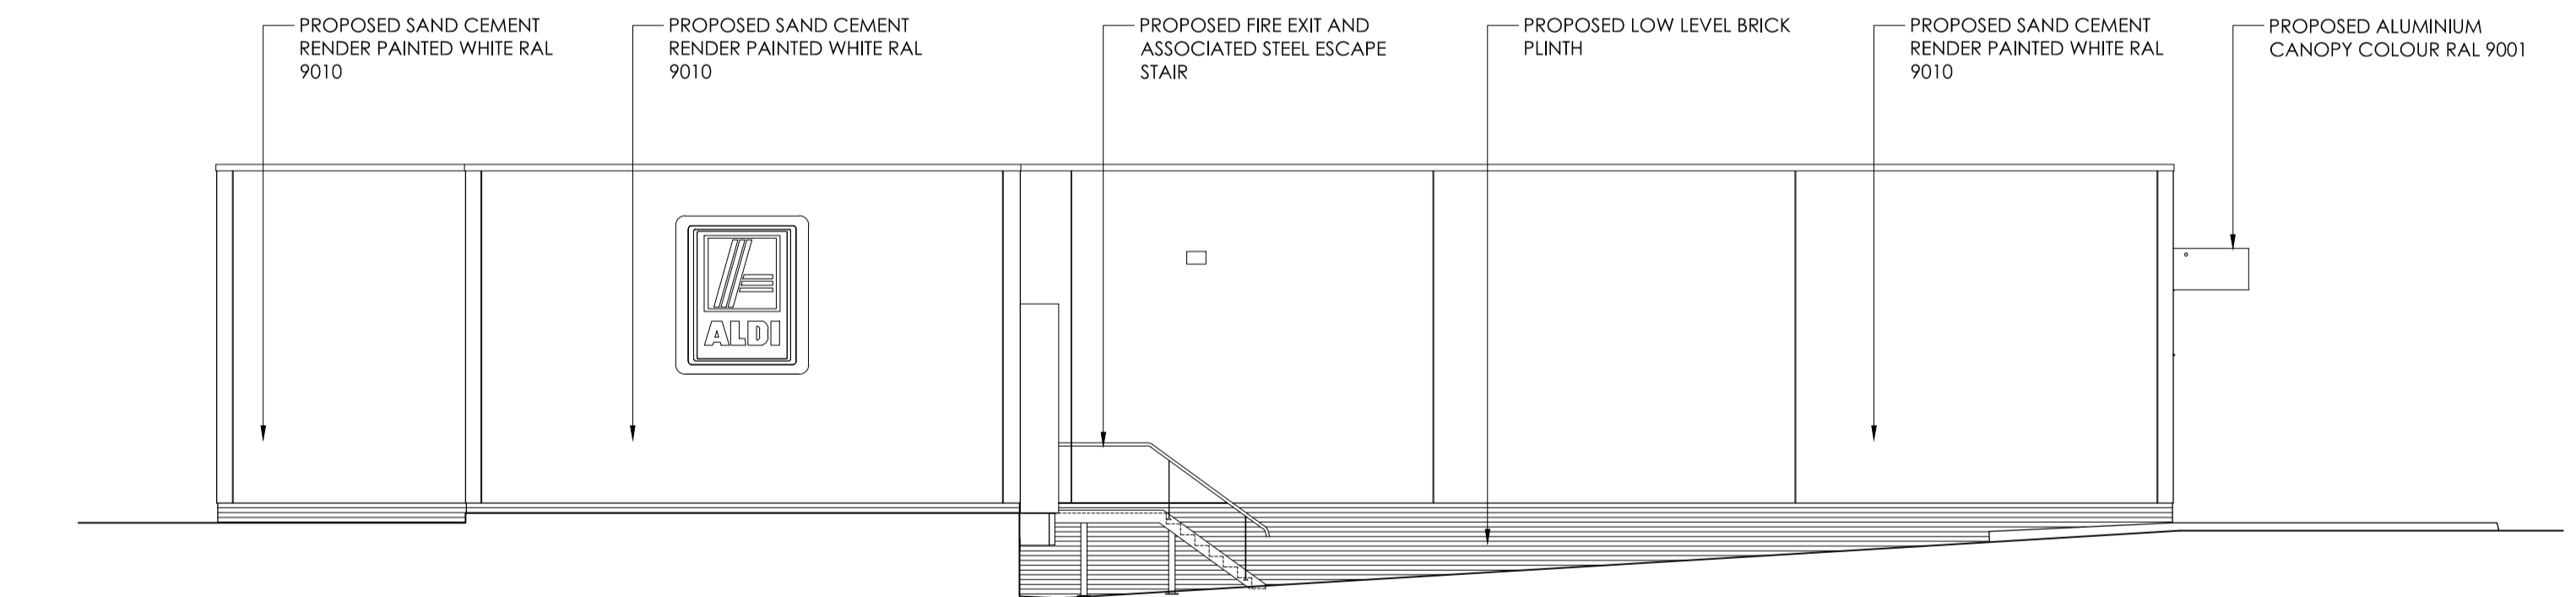 PROPOSED SAND CEMENT
RENDER PAINTED WHITE RAL
9010
PROPOSED SAND CEMENT
RENDER PAINTED WHITE RAL
9010
PROPOSED FIRE EXIT AND
ASSOCIATED STEEL ESCAPE
STAIR
PROPOSED LOW LEVEL BRICK
PLINTH
PROPOSED SAND CEMENT
RENDER PAINTED WHITE RAL
9010
PROPOSED ALUMINIUM
CANOPY COLOUR RAL 9001
ALDI